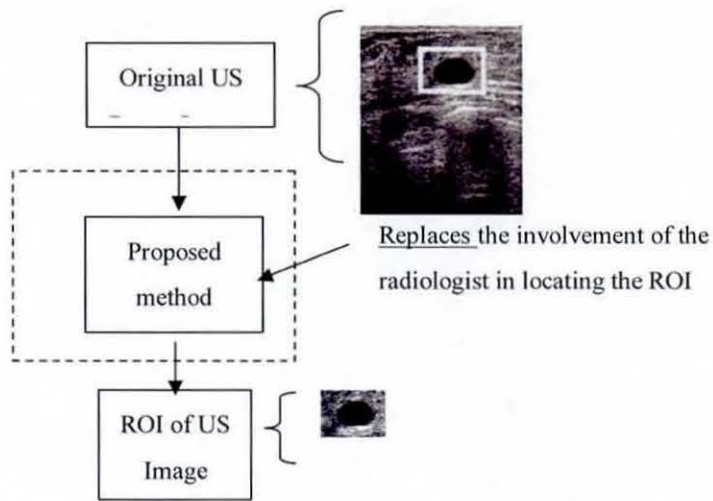 Original US
Proposed
method
Replaces the involvement of the
radiologist in locating the ROI
ROI of US
Image